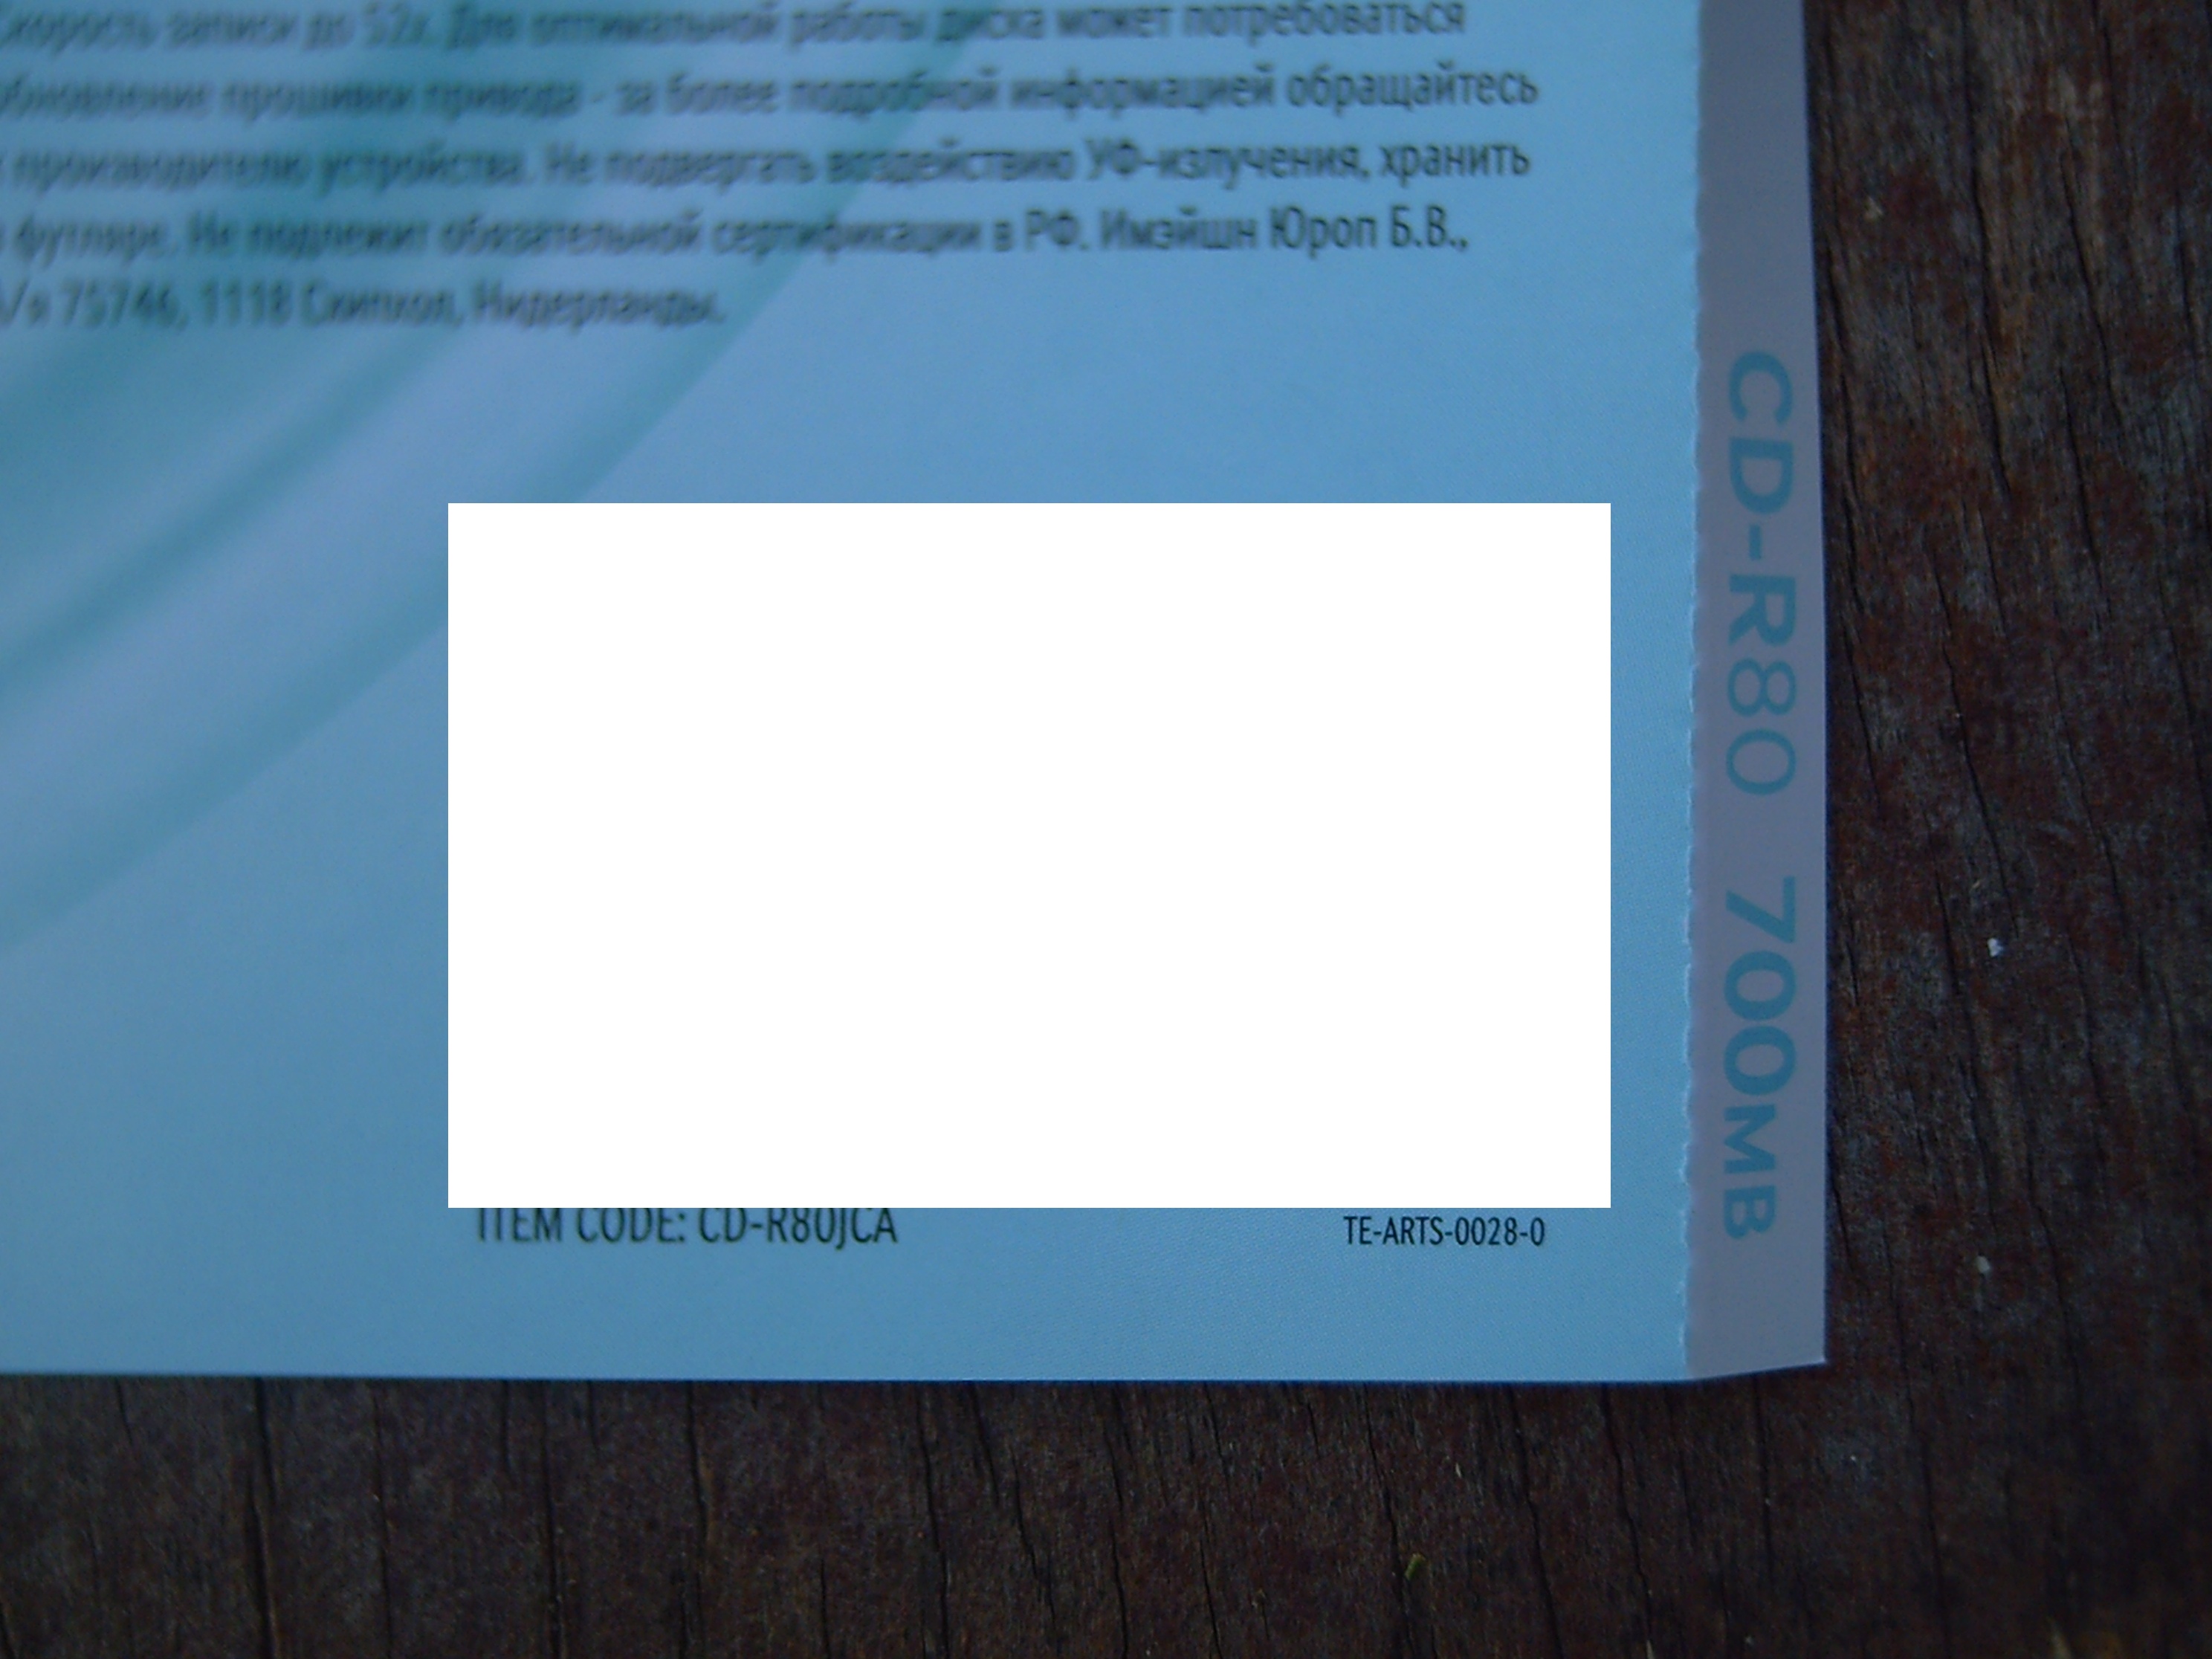 Скорость записи до 52x. Для оптимальной работы диска может потребоваться
обновление прошивки привода - за более подробной информацией обращайтесь
к производителю устройства. Не подвергать воздействию УФ-излучения, хранить
в футляре. Не подлежит обязательной сертификации в РФ. Имэйшн Юроп Б.В.,
А/я 75746, 1118 Скипхол, Нидерланды.
ITEM CODE: CD-R80JCA
TE-ARTS-0028-0
CD-R80 700MB